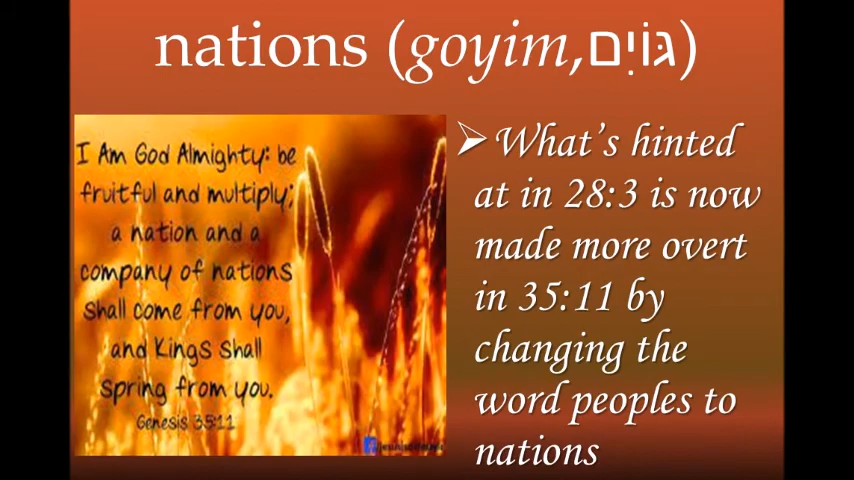 nations (goyim,גּוֹיִם)
I Am God Almighty: be
fruitful and multiply;
a nation and a
company of nations
shall come from you,
and Kings shall
spring from you.
Genesis 35:11
➢What's hinted
at in 28:3 is now
made more overt
in 35:11 by
changing the
word peoples to
nations